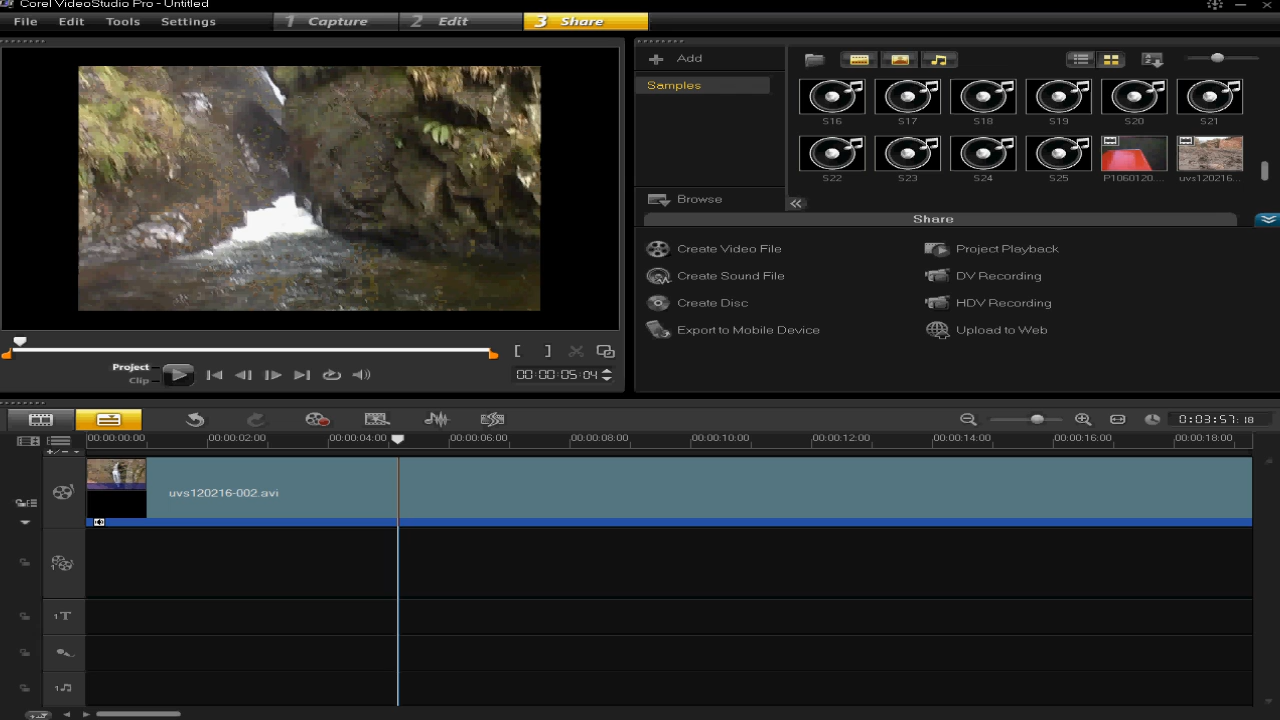 Corel VideoStudio Pro - Untitled
File Edit Tools Settings 1 Capture 2 Edit 3 Share
Add
Samples
S16 S17 S18 S19 S20 S21
S22 S23 S24 S25 P1060120... uvs120216...
Browse
Share
Create Video File Project Playback
Create Sound File DV Recording
Create Disc HDV Recording
Export to Mobile Device Upload to Web
Project
Clip
[ ] 00:00:05:04
0:03:57:18
00:00:00:00 00:00:02:00 00:00:04:00 00:00:06:00 00:00:08:00 00:00:10:00 00:00:12:00 00:00:14:00 00:00:16:00 00:00:18:00
uvs120216-002.avi
1T
1♫